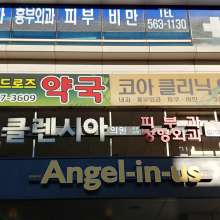 흉부외과 피부 비만
TEL
563-1130
드로즈 약국
7-3609
코아 클리닉
내과 · 흉부외과 · 피부 · 비만
클렌시아 의원
피부과
성형외과
Angel-in-us